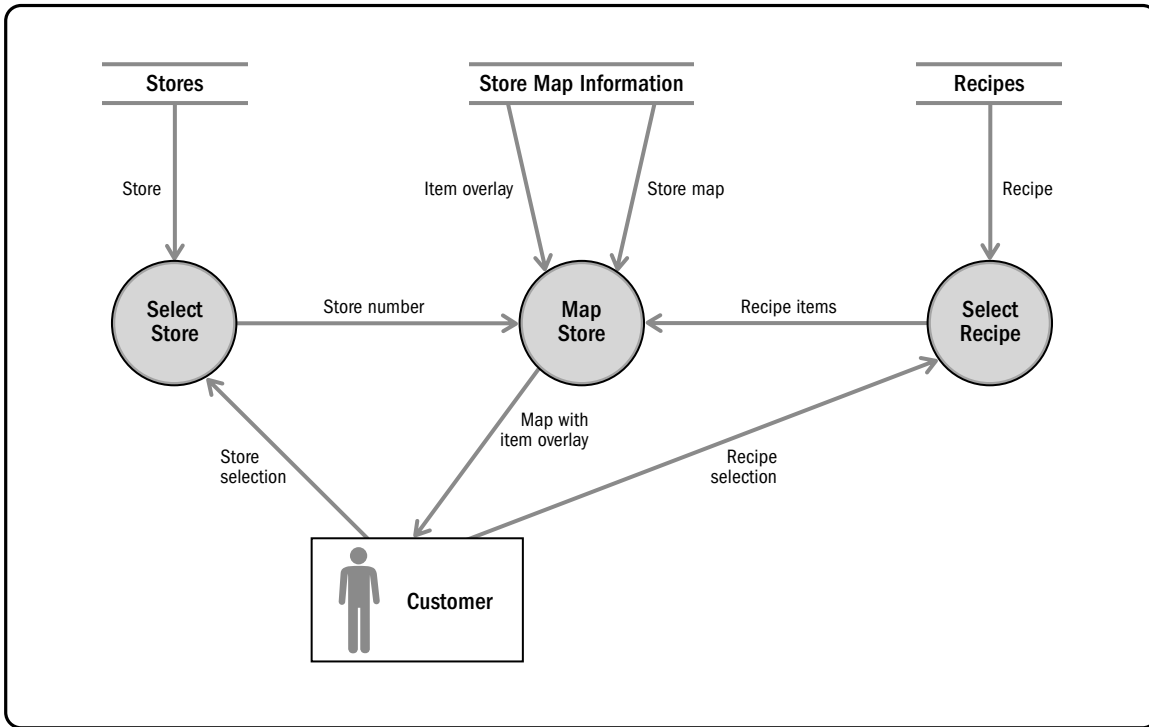 Stores
Store Map Information
Recipes
Store
Item overlay
Store map
Recipe
Select
Store
Store number
Map
Store
Recipe items
Select
Recipe
Map with
item overlay
Store
selection
Recipe
selection
Customer